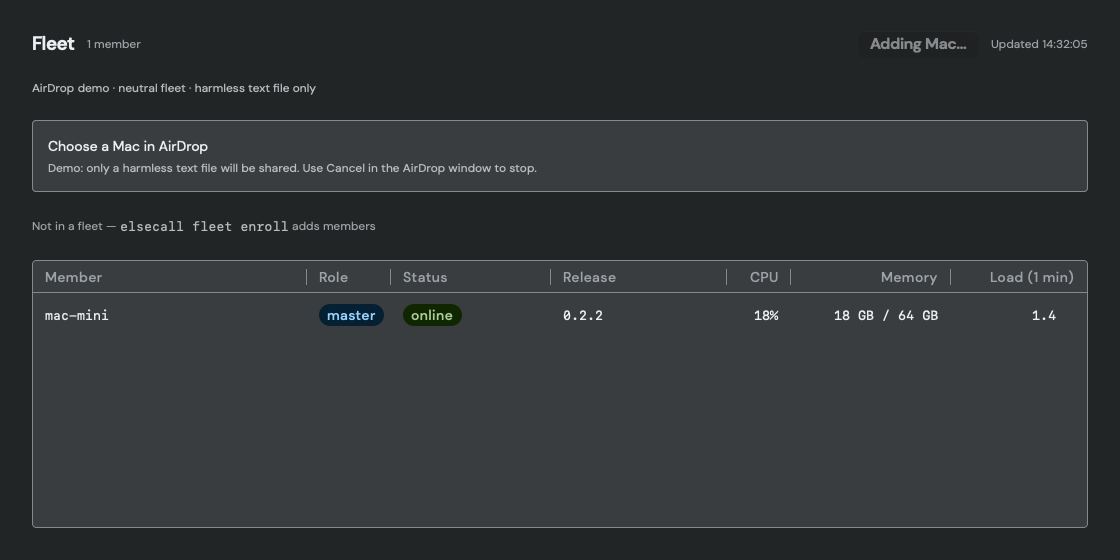 Fleet 1 member Adding Mac... Updated 14:32:05
AirDrop demo · neutral fleet · harmless text file only
Choose a Mac in AirDrop
Demo: only a harmless text file will be shared. Use Cancel in the AirDrop window to stop.
Not in a fleet — elsecall fleet enroll adds members
Member Role Status Release CPU Memory Load (1 min)
mac-mini master online 0.2.2 18% 18 GB / 64 GB 1.4